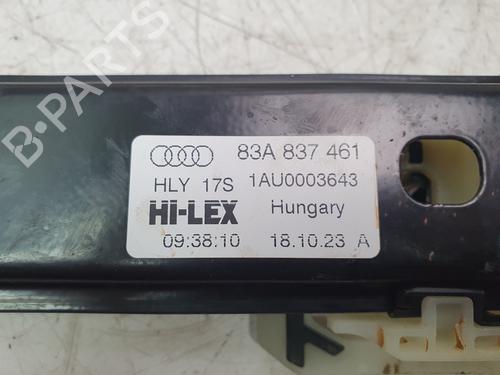 B-PARTS
83A 837 461
HLY 17S 1AU0003643
HI-LEX Hungary
09:38:10 18.10.23 A